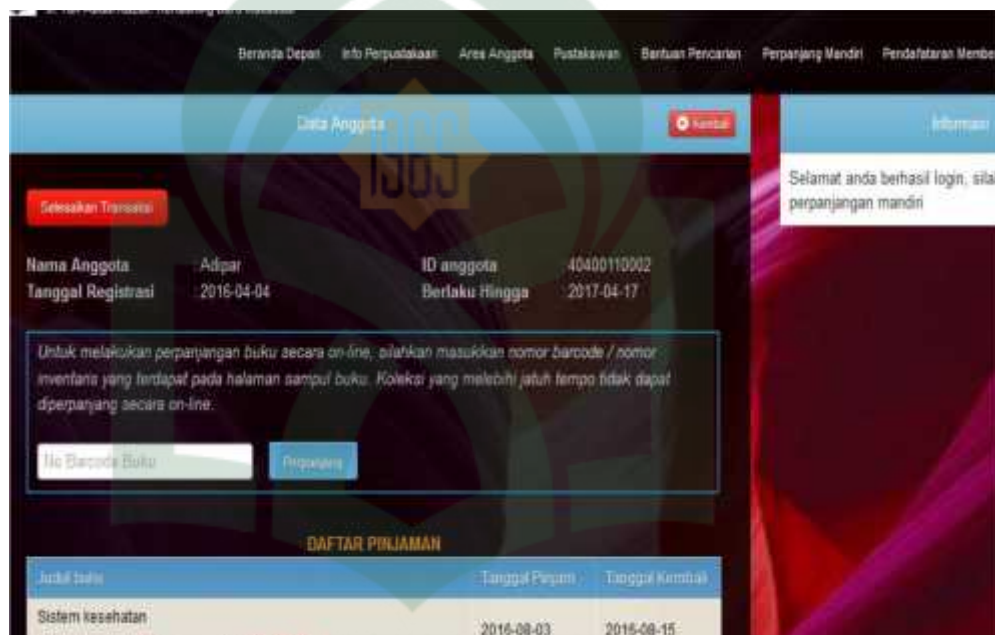 Beranda Depan Info Perpustakaan Area Anggota Pustakawan Bantuan Pencarian Perpanjang Mandiri Pendafataran Membe
Data Anggota Kembali
Informasi
Selamat anda berhasil login, sila
perpanjangan mandiri
Selesaikan Transaksi
Nama Anggota : Adipar ID anggota : 40400110002
Tanggal Registrasi : 2016-04-04 Berlaku Hingga : 2017-04-17
Untuk melakukan perpanjangan buku secara on-line, silahkan masukkan nomor barcode / nomor
inventaris yang terdapat pada halaman sampul buku. Koleksi yang melebihi jatuh tempo tidak dapat
diperpanjang secara on-line.
No Barcode Buku Perpanjang
DAFTAR PINJAMAN
Judul buku Tanggal Pinjam Tanggal Kembali
Sistem kesehatan 2016-08-03 2016-08-15
1965